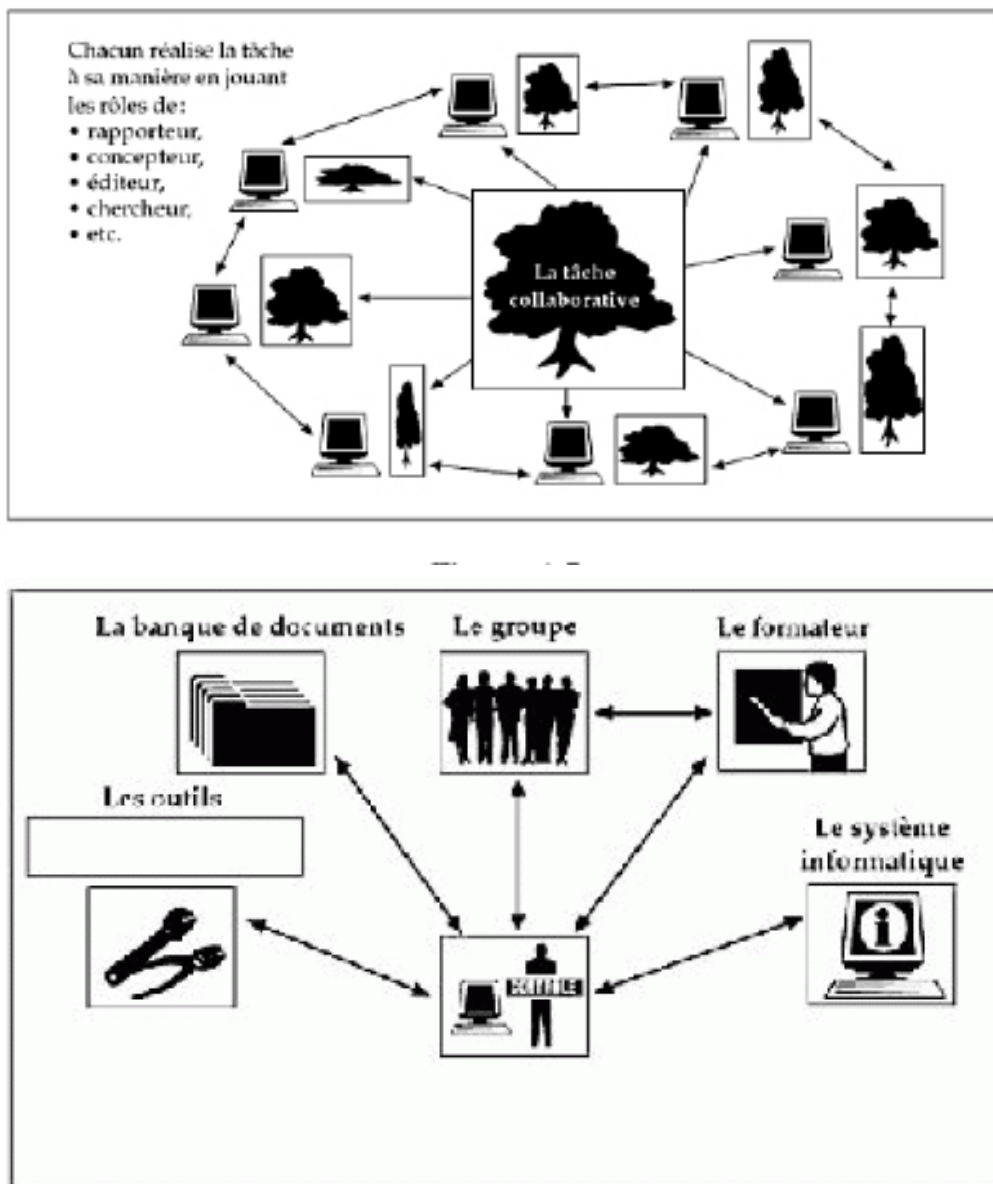 Chacun réalise la tâche
à sa manière en jouant
les rôles de:
• rapporteur,
• concepteur,
• éditeur,
• chercheur,
• etc.
La tâche
collaborative
La banque de documents
Le groupe
Le formateur
Les outils
Le système
informatique
CONTRÔLE